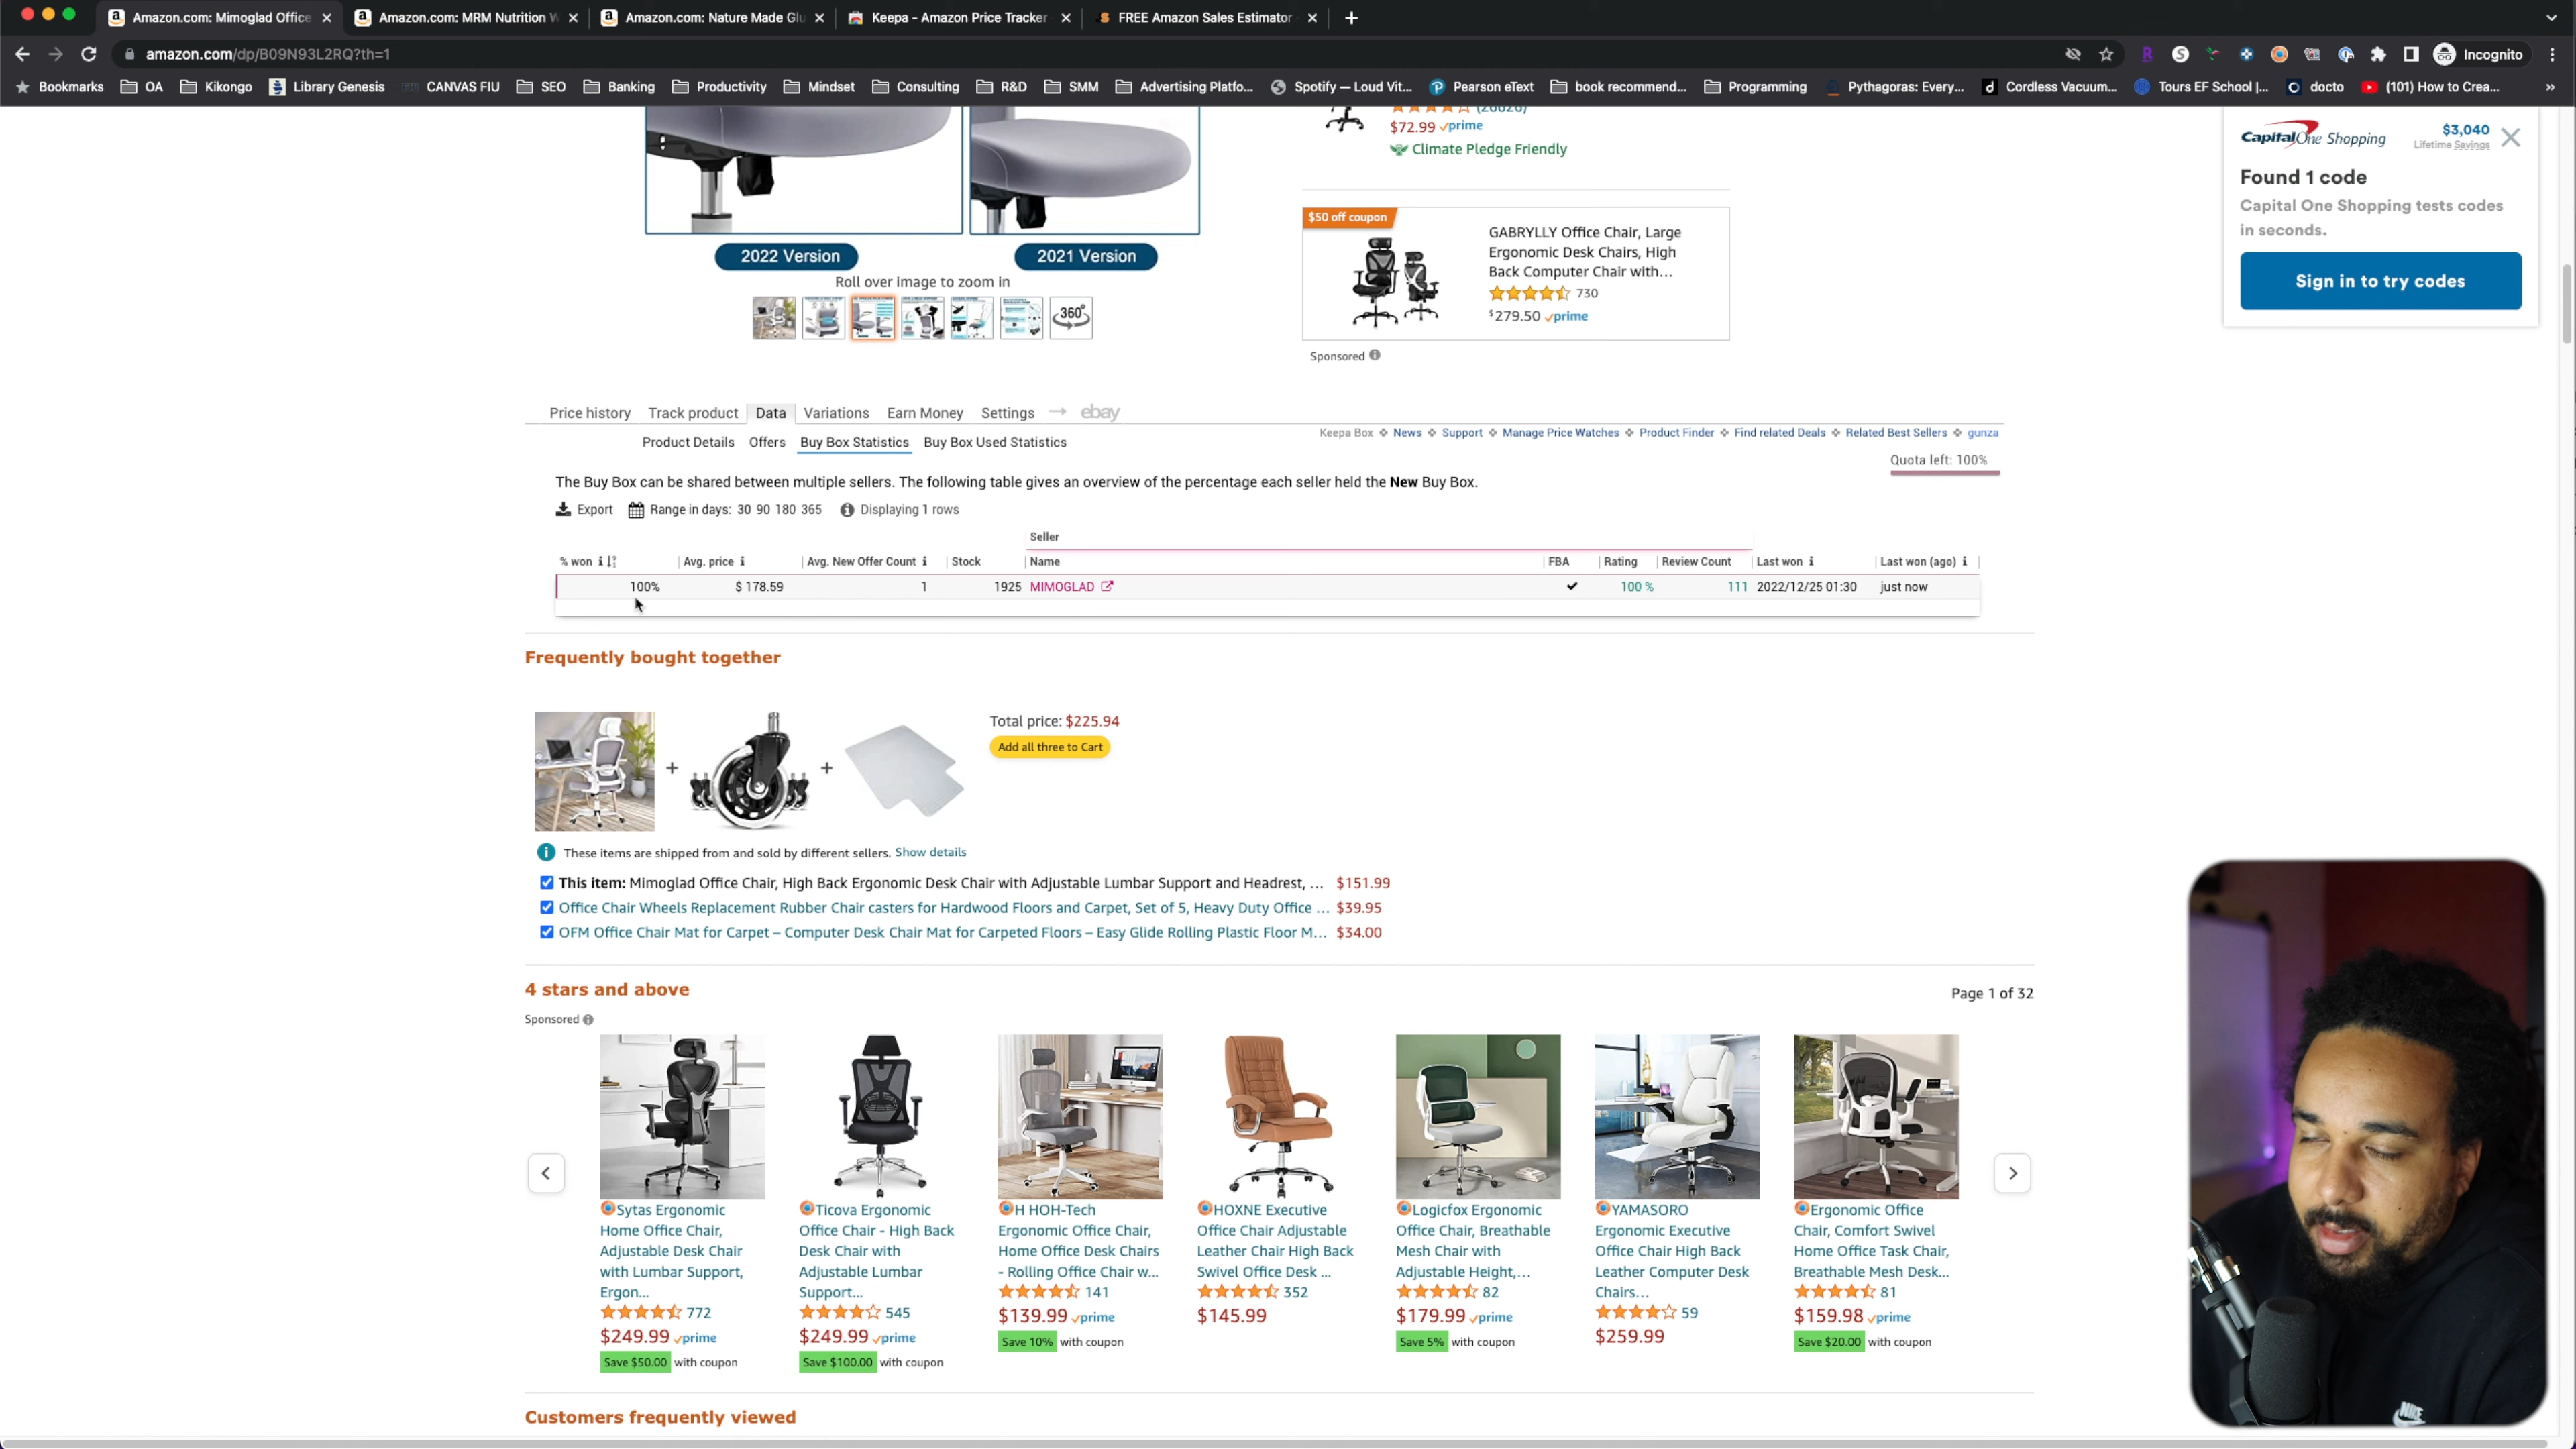 Amazon.com: Mimoglad Office
Amazon.com: MRM Nutrition W
Amazon.com: Nature Made Glu
Keepa - Amazon Price Tracker
FREE Amazon Sales Estimator
amazon.com/dp/B09N93L2RQ?th=1
Incognito
Bookmarks
OA
Kikongo
Library Genesis
CANVAS FIU
SEO
Banking
Productivity
Mindset
Consulting
R&D
SMM
Advertising Platfo...
Spotify — Loud Vit...
Pearson eText
book recommend...
Programming
Pythagoras: Every...
Cordless Vacuum...
Tours EF School |...
docto
(101) How to Crea...
(26626)
$72.99 prime
Climate Pledge Friendly
CapitalOne Shopping
$3,040
Lifetime Savings
Found 1 code
Capital One Shopping tests codes
in seconds.
Sign in to try codes
2022 Version
2021 Version
Roll over image to zoom in
360°
$50 off coupon
GABRYLLY Office Chair, Large
Ergonomic Desk Chairs, High
Back Computer Chair with...
730
$279.50 prime
Sponsored
Price history Track product Data Variations Earn Money Settings → ebay
Product Details Offers Buy Box Statistics Buy Box Used Statistics
Keepa Box ❖ News ❖ Support ❖ Manage Price Watches ❖ Product Finder ❖ Find related Deals ❖ Related Best Sellers ❖ gunza
Quota left: 100%
The Buy Box can be shared between multiple sellers. The following table gives an overview of the percentage each seller held the New Buy Box.
Export Range in days: 30 90 180 365 Displaying 1 rows
Seller
% won Avg. price Avg. New Offer Count Stock Name FBA Rating Review Count Last won Last won (ago)
100% $ 178.59 1 1925 MIMOGLAD ✔ 100 % 111 2022/12/25 01:30 just now
Frequently bought together
+ +
Total price: $225.94
Add all three to Cart
These items are shipped from and sold by different sellers. Show details
This item: Mimoglad Office Chair, High Back Ergonomic Desk Chair with Adjustable Lumbar Support and Headrest, ... $151.99
Office Chair Wheels Replacement Rubber Chair casters for Hardwood Floors and Carpet, Set of 5, Heavy Duty Office ... $39.95
OFM Office Chair Mat for Carpet – Computer Desk Chair Mat for Carpeted Floors – Easy Glide Rolling Plastic Floor M... $34.00
4 stars and above
Page 1 of 32
Sponsored
Sytas Ergonomic
Home Office Chair,
Adjustable Desk Chair
with Lumbar Support,
Ergon...
772
$249.99 prime
Save $50.00 with coupon
Ticova Ergonomic
Office Chair - High Back
Desk Chair with
Adjustable Lumbar
Support...
545
$249.99 prime
Save $100.00 with coupon
H HOH-Tech
Ergonomic Office Chair,
Home Office Desk Chairs
- Rolling Office Chair w...
141
$139.99 prime
Save 10% with coupon
HOXNE Executive
Office Chair Adjustable
Leather Chair High Back
Swivel Office Desk ...
352
$145.99
Logicfox Ergonomic
Office Chair, Breathable
Mesh Chair with
Adjustable Height,...
82
$179.99 prime
Save 5% with coupon
YAMASORO
Ergonomic Executive
Office Chair High Back
Leather Computer Desk
Chairs...
59
$259.99
Ergonomic Office
Chair, Comfort Swivel
Home Office Task Chair,
Breathable Mesh Desk...
81
$159.98 prime
Save $20.00 with coupon
Customers frequently viewed
NIKE